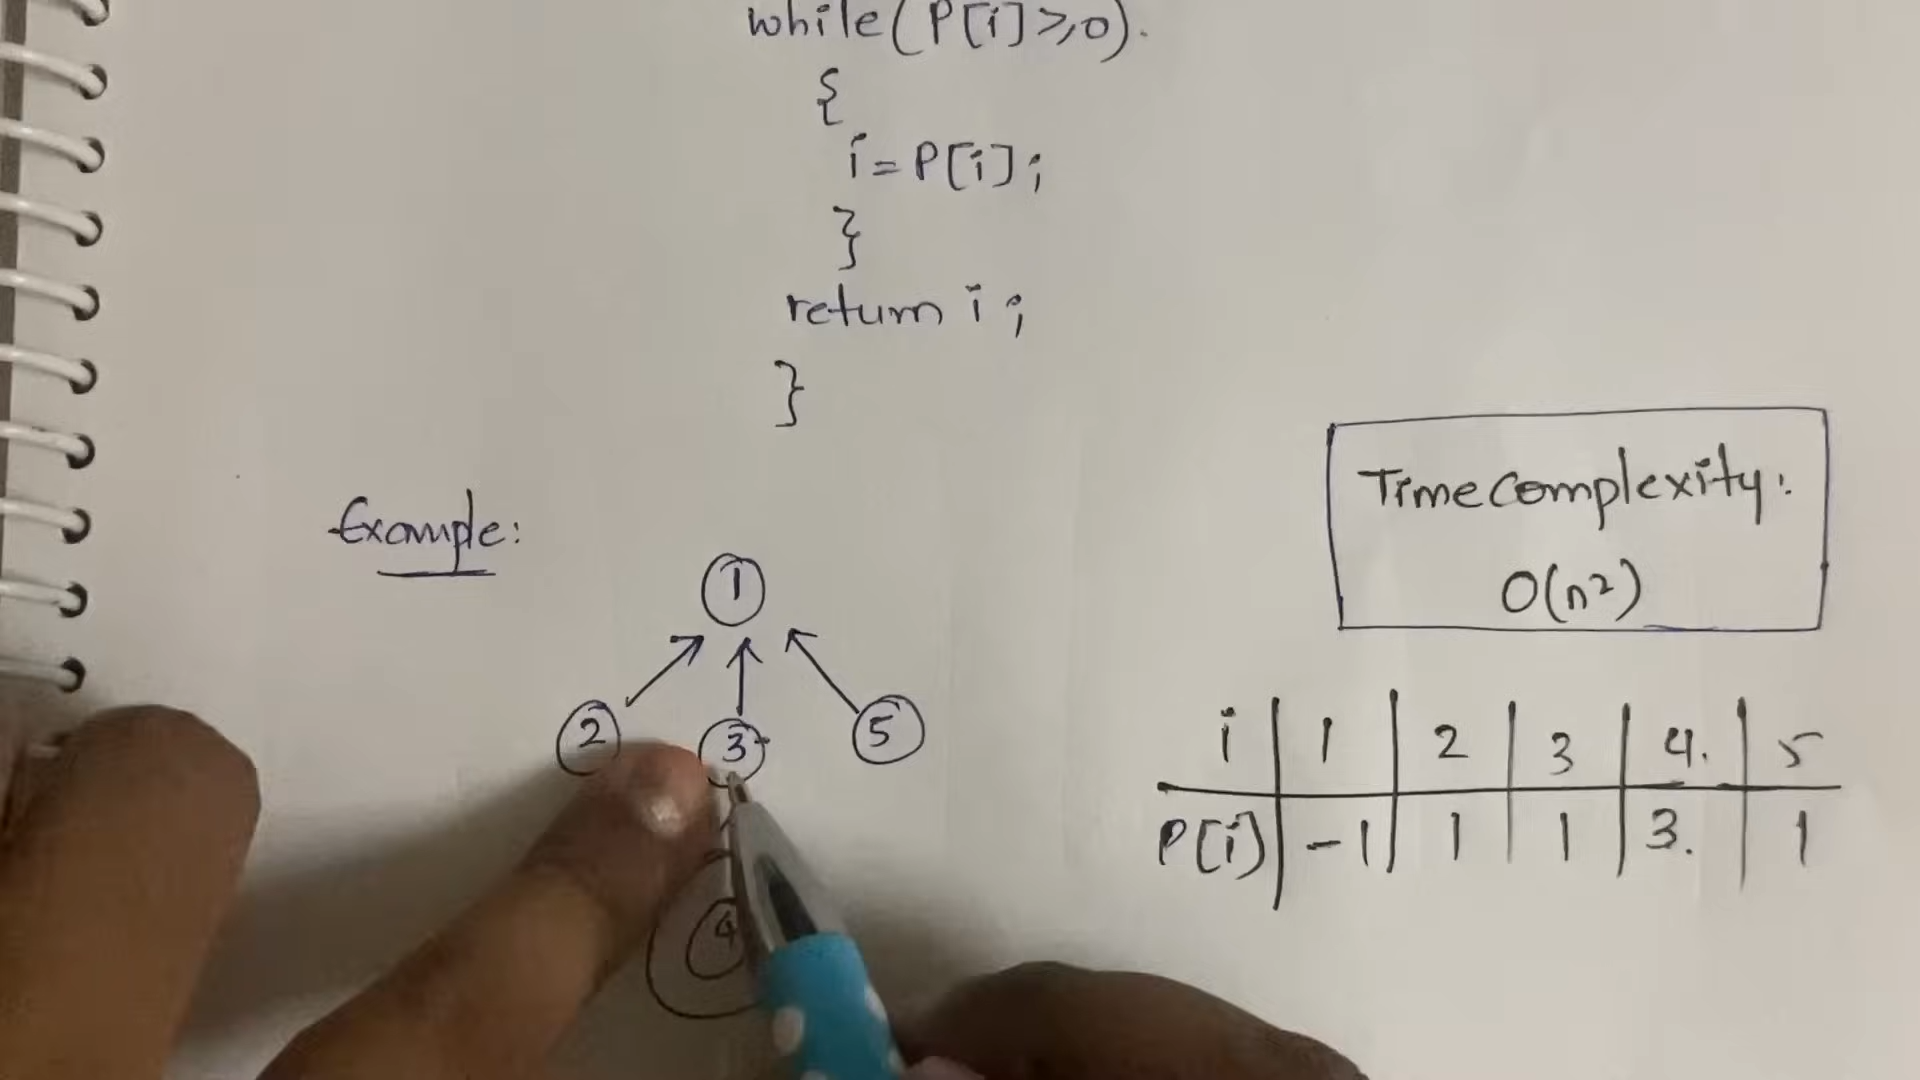 while(P[i]>,0).
{
i=P[i];
}
return i;
}
Example:
Time complexity:
O(n²)
1
2 3 5
4
i 1 2 3 4. 5
P[i] -1 1 1 3. 1